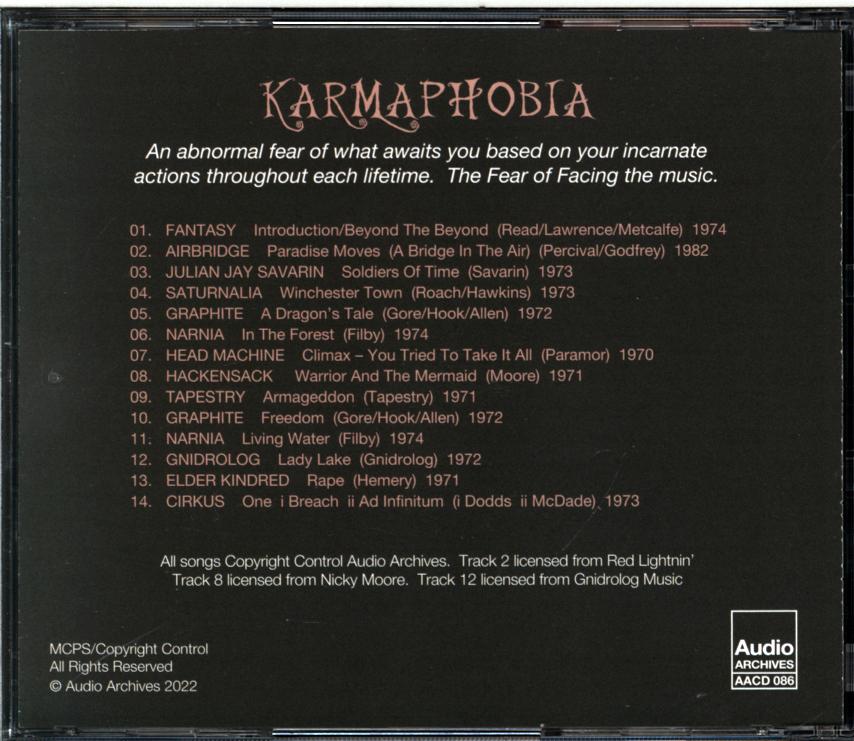 KARMAPHOBIA
An abnormal fear of what awaits you based on your incarnate
actions throughout each lifetime. The Fear of Facing the music.
01. FANTASY Introduction/Beyond The Beyond (Read/Lawrence/Metcalfe) 1974
02. AIRBRIDGE Paradise Moves (A Bridge In The Air) (Percival/Godfrey) 1982
03. JULIAN JAY SAVARIN Soldiers Of Time (Savarin) 1973
04. SATURNALIA Winchester Town (Roach/Hawkins) 1973
05. GRAPHITE A Dragon's Tale (Gore/Hook/Allen) 1972
06. NARNIA In The Forest (Filby) 1974
07. HEAD MACHINE Climax – You Tried To Take It All (Paramor) 1970
08. HACKENSACK Warrior And The Mermaid (Moore) 1971
09. TAPESTRY Armageddon (Tapestry) 1971
10. GRAPHITE Freedom (Gore/Hook/Allen) 1972
11. NARNIA Living Water (Filby) 1974
12. GNIDROLOG Lady Lake (Gnidrolog) 1972
13. ELDER KINDRED Rape (Hemery) 1971
14. CIRKUS One i Breach ii Ad Infinitum (i Dodds ii McDade) 1973
All songs Copyright Control Audio Archives. Track 2 licensed from Red Lightnin'
Track 8 licensed from Nicky Moore. Track 12 licensed from Gnidrolog Music
MCPS/Copyright Control
All Rights Reserved
© Audio Archives 2022
Audio
ARCHIVES
AACD 086